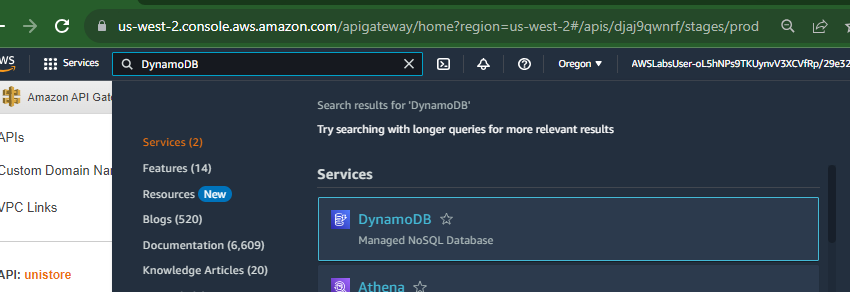 us-west-2.console.aws.amazon.com/apigateway/home?region=us-west-2#/apis/djaj9qwnrf/stages/prod
aws Services DynamoDB Oregon AWSLabsUser-oL5hNPs9TKUynvV3XCVfRp/29e32
Amazon API Gat
Search results for 'DynamoDB'
Try searching with longer queries for more relevant results
APIs
Custom Domain Na
VPC Links
API: unistore
Services (2)
Features (14)
Resources New
Blogs (520)
Documentation (6,609)
Knowledge Articles (20)
Services
DynamoDB
Managed NoSQL Database
Athena